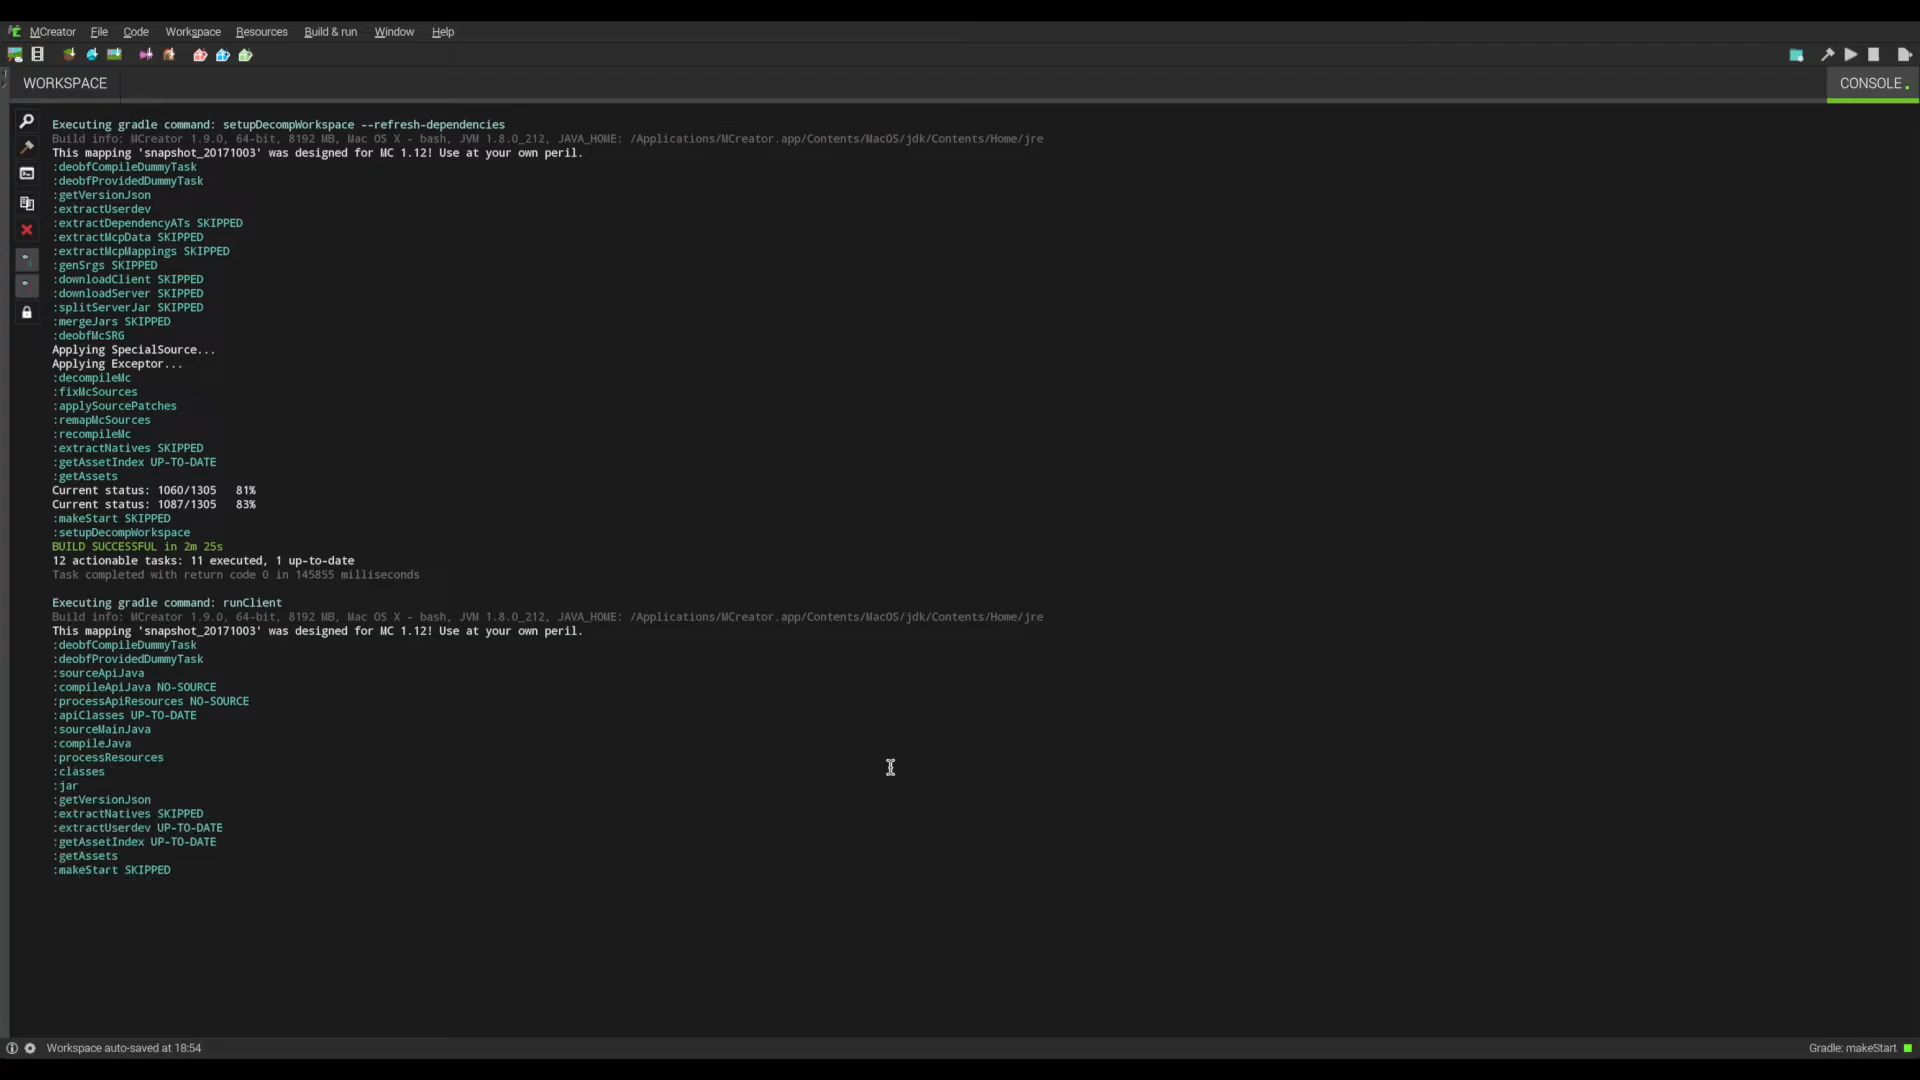 MCreator File Code Workspace Resources Build & run Window Help
WORKSPACE
CONSOLE
Executing gradle command: setupDecompWorkspace --refresh-dependencies
Build info: MCreator 1.9.0, 64-bit, 8192 MB, Mac OS X - bash, JVM 1.8.0_212, JAVA_HOME: /Applications/MCreator.app/Contents/MacOS/jdk/Contents/Home/jre
This mapping 'snapshot_20171003' was designed for MC 1.12! Use at your own peril.
:deobfCompileDummyTask
:deobfProvidedDummyTask
:getVersionJson
:extractUserdev
:extractDependencyATs SKIPPED
:extractMcpData SKIPPED
:extractMcpMappings SKIPPED
:genSrgs SKIPPED
:downloadClient SKIPPED
:downloadServer SKIPPED
:splitServerJar SKIPPED
:mergeJars SKIPPED
:deobfMcSRG
Applying SpecialSource...
Applying Exceptor...
:decompileMc
:fixMcSources
:applySourcePatches
:remapMcSources
:recompileMc
:extractNatives SKIPPED
:getAssetIndex UP-TO-DATE
:getAssets
Current status: 1060/1305 81%
Current status: 1087/1305 83%
:makeStart SKIPPED
:setupDecompWorkspace
BUILD SUCCESSFUL in 2m 25s
12 actionable tasks: 11 executed, 1 up-to-date
Task completed with return code 0 in 145855 milliseconds
Executing gradle command: runClient
Build info: MCreator 1.9.0, 64-bit, 8192 MB, Mac OS X - bash, JVM 1.8.0_212, JAVA_HOME: /Applications/MCreator.app/Contents/MacOS/jdk/Contents/Home/jre
This mapping 'snapshot_20171003' was designed for MC 1.12! Use at your own peril.
:deobfCompileDummyTask
:deobfProvidedDummyTask
:sourceApiJava
:compileApiJava NO-SOURCE
:processApiResources NO-SOURCE
:apiClasses UP-TO-DATE
:sourceMainJava
:compileJava
:processResources
:classes
:jar
:getVersionJson
:extractNatives SKIPPED
:extractUserdev UP-TO-DATE
:getAssetIndex UP-TO-DATE
:getAssets
:makeStart SKIPPED
Workspace auto-saved at 18:54
Gradle: makeStart